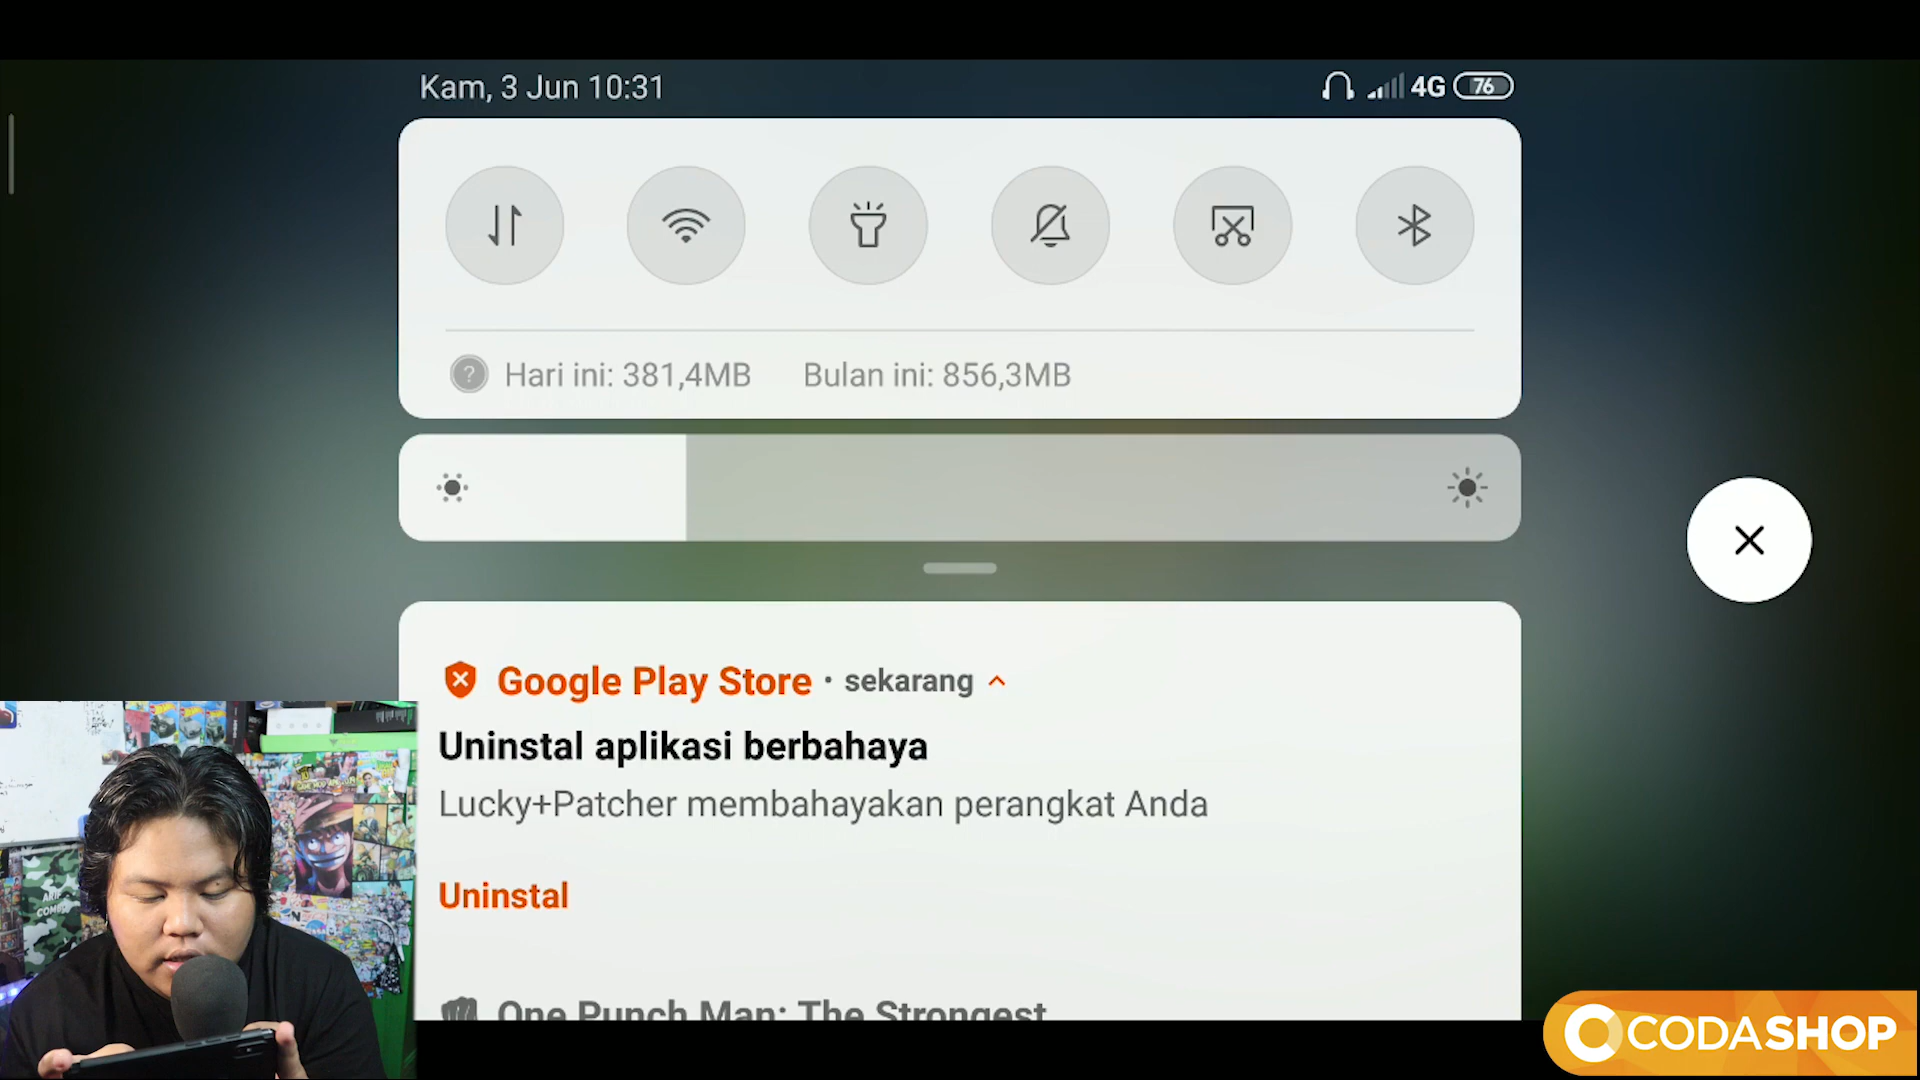 Kam, 3 Jun 10:31
4G 76
Hari ini: 381,4MB Bulan ini: 856,3MB
Google Play Store · sekarang
Uninstal aplikasi berbahaya
Lucky+Patcher membahayakan perangkat Anda
Uninstal
One Punch Man: The Strongest
CODASHOP